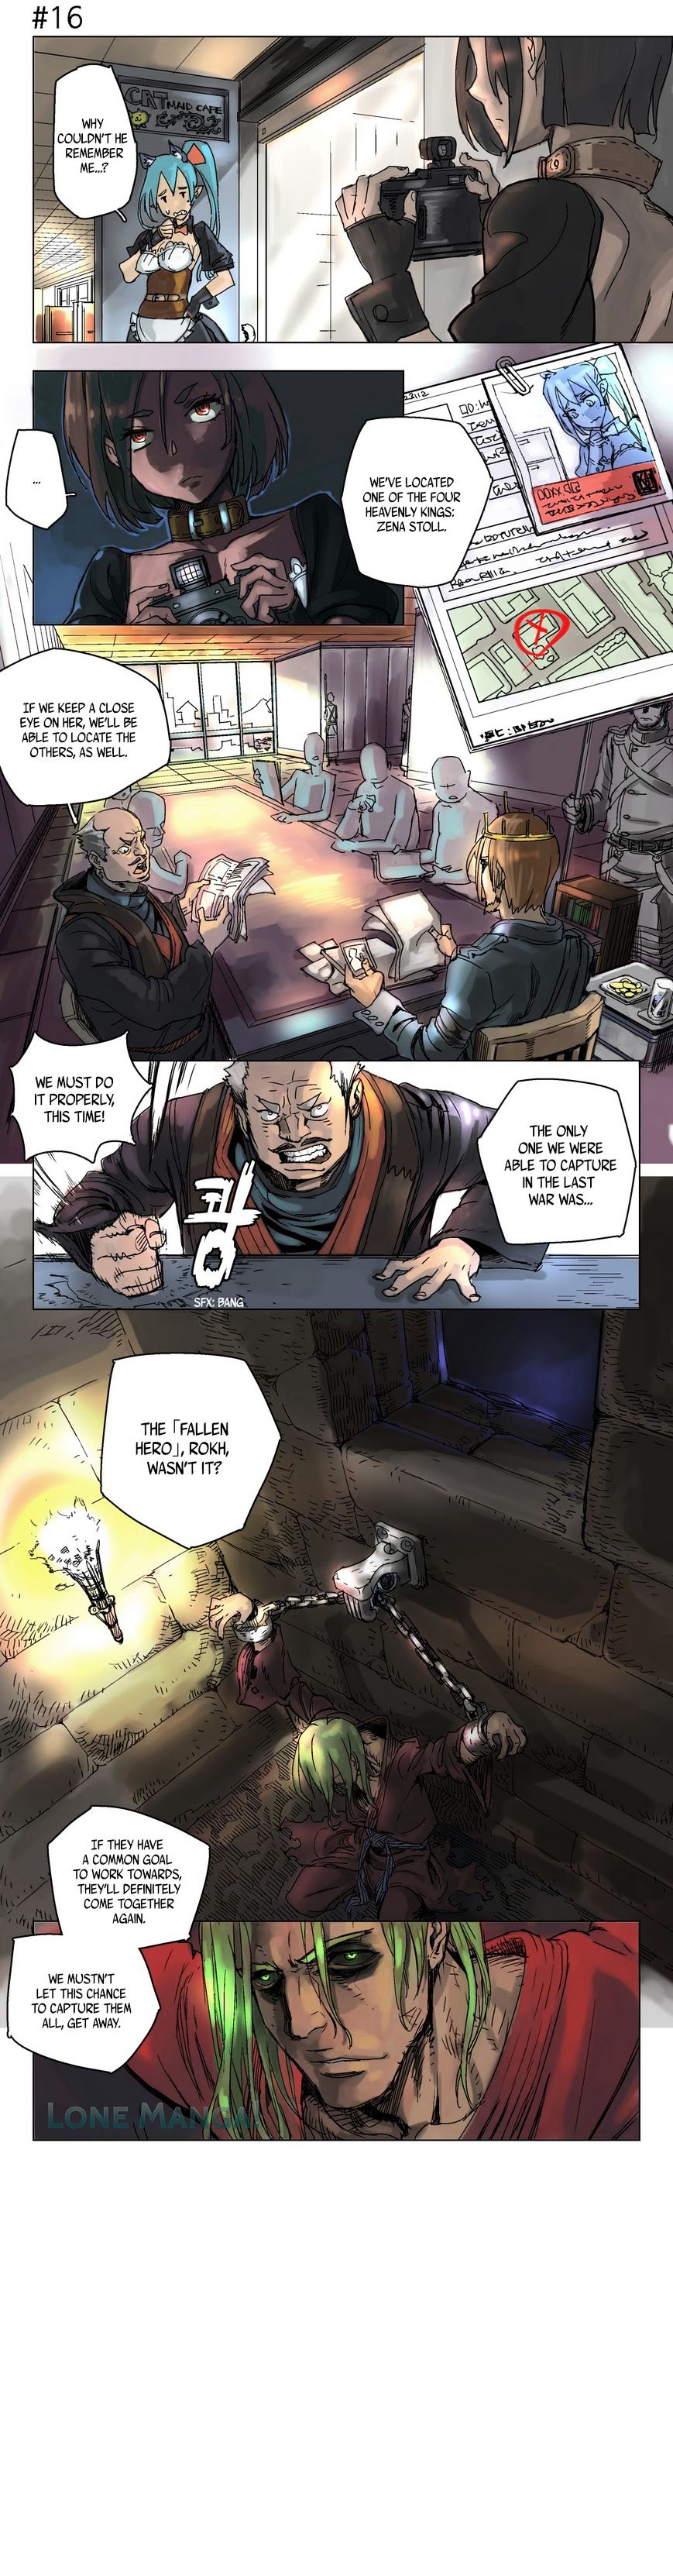 #16
CAT MAID CAFE
WHY
COULDN'T HE
REMEMBER
ME...?
...
WE'VE LOCATED
ONE OF THE FOUR
HEAVENLY KINGS:
ZENA STOLL.
IF WE KEEP A CLOSE
EYE ON HER, WE'LL BE
ABLE TO LOCATE THE
OTHERS, AS WELL.
WE MUST DO
IT PROPERLY,
THIS TIME!
THE ONLY
ONE WE WERE
ABLE TO CAPTURE
IN THE LAST
WAR WAS...
쾅
SFX: BANG
THE 「FALLEN
HERO」, ROKH,
WASN'T IT?
IF THEY HAVE
A COMMON GOAL
TO WORK TOWARDS,
THEY'LL DEFINITELY
COME TOGETHER
AGAIN.
WE MUSTN'T
LET THIS CHANCE
TO CAPTURE THEM
ALL, GET AWAY.
LONE MANGA!